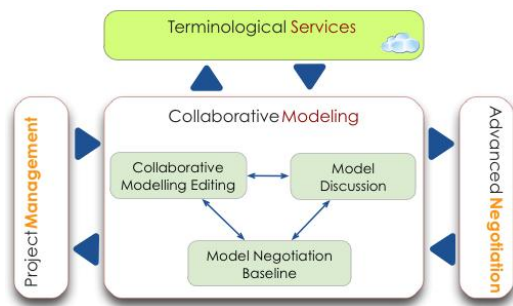 Terminological Services
Project Management
Collaborative Modeling
Collaborative
Modelling Editing
Model
Discussion
Model Negotiation
Baseline
Advanced Negotiation